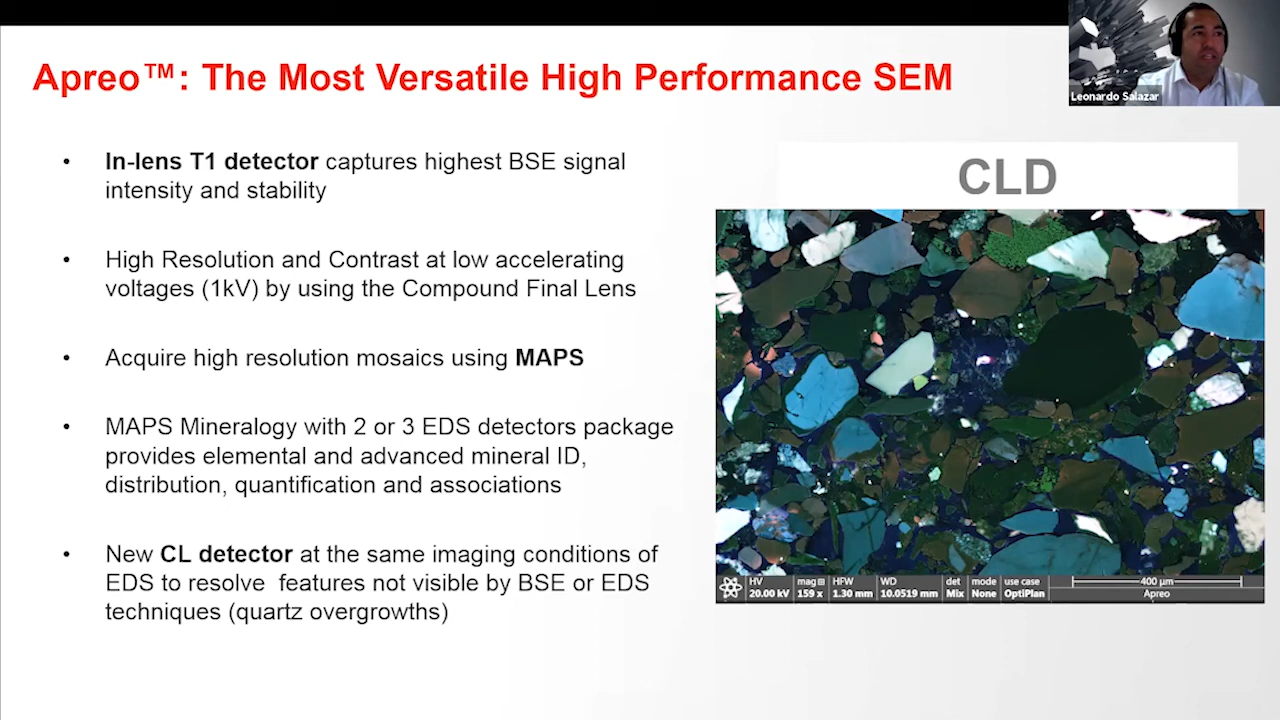 Apreo™: The Most Versatile High Performance SEM
Leonardo Salazar
• In-lens T1 detector captures highest BSE signal
intensity and stability
• High Resolution and Contrast at low accelerating
voltages (1kV) by using the Compound Final Lens
• Acquire high resolution mosaics using MAPS
• MAPS Mineralogy with 2 or 3 EDS detectors package
provides elemental and advanced mineral ID,
distribution, quantification and associations
• New CL detector at the same imaging conditions of
EDS to resolve  features not visible by BSE or EDS
techniques (quartz overgrowths)
CLD
HV mag HFW WD det mode use case 400 µm
20.00 kV 159 x 1.30 mm 10.0519 mm Mix None OptiPlan Apreo